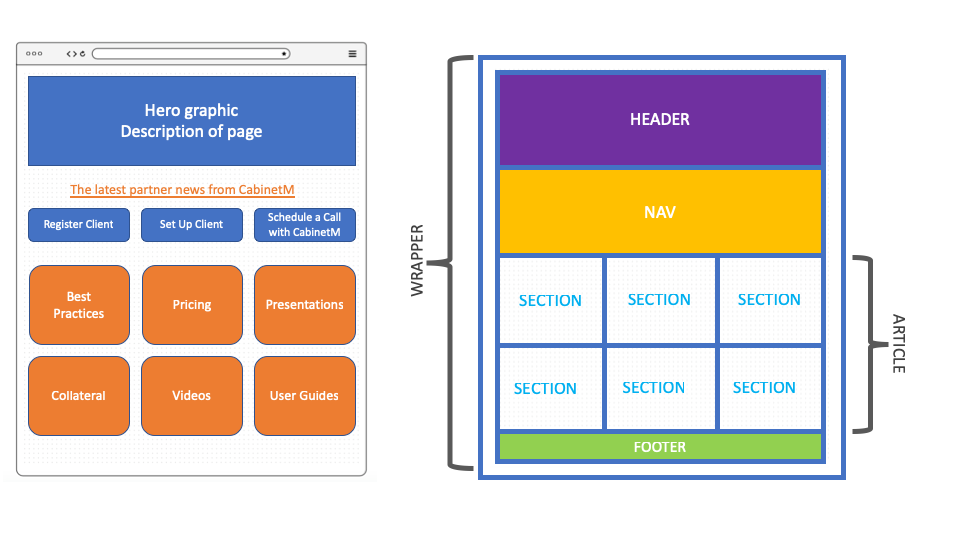 Hero graphic
Description of page
The latest partner news from CabinetM
Register Client
Set Up Client
Schedule a Call
with CabinetM
Best
Practices
Pricing
Presentations
Collateral
Videos
User Guides
WRAPPER
HEADER
NAV
SECTION
SECTION
SECTION
SECTION
SECTION
SECTION
FOOTER
ARTICLE